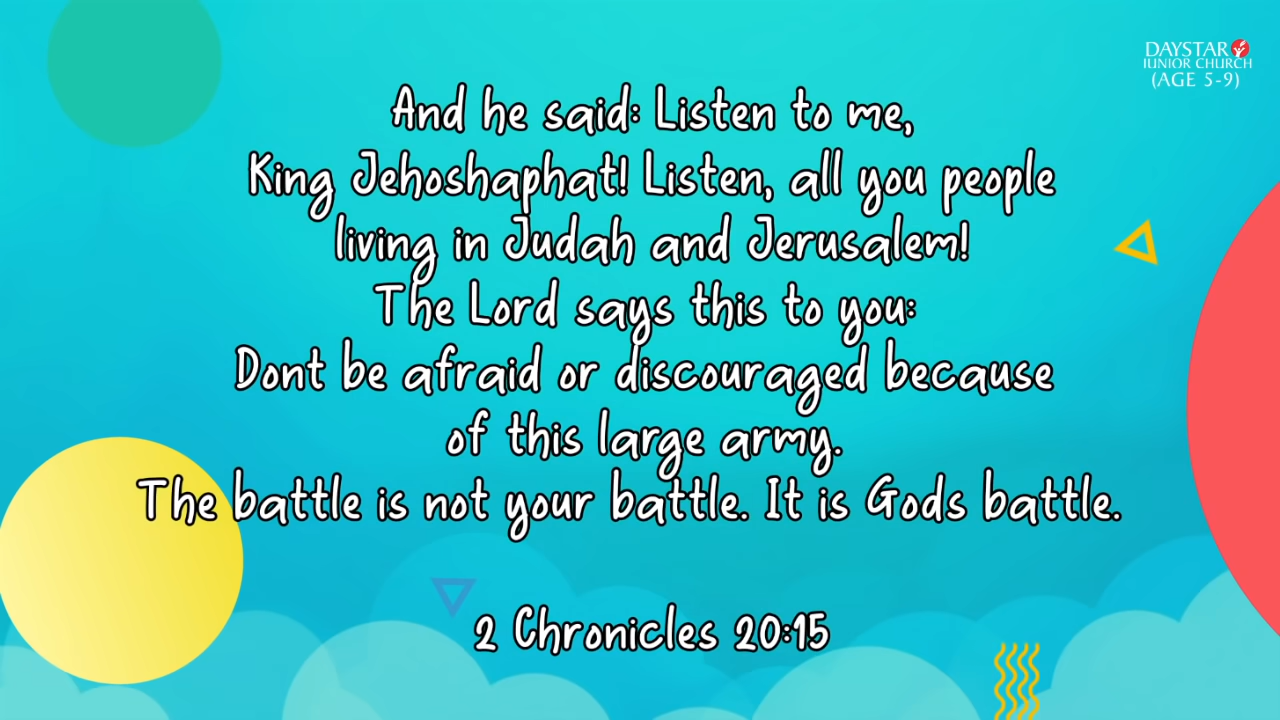 DAYSTAR
JUNIOR CHURCH
(AGE 5-9)
And he said: Listen to me,
King Jehoshaphat! Listen, all you people
living in Judah and Jerusalem!
The Lord says this to you:
Dont be afraid or discouraged because
of this large army.
The battle is not your battle. It is Gods battle.
2 Chronicles 20:15